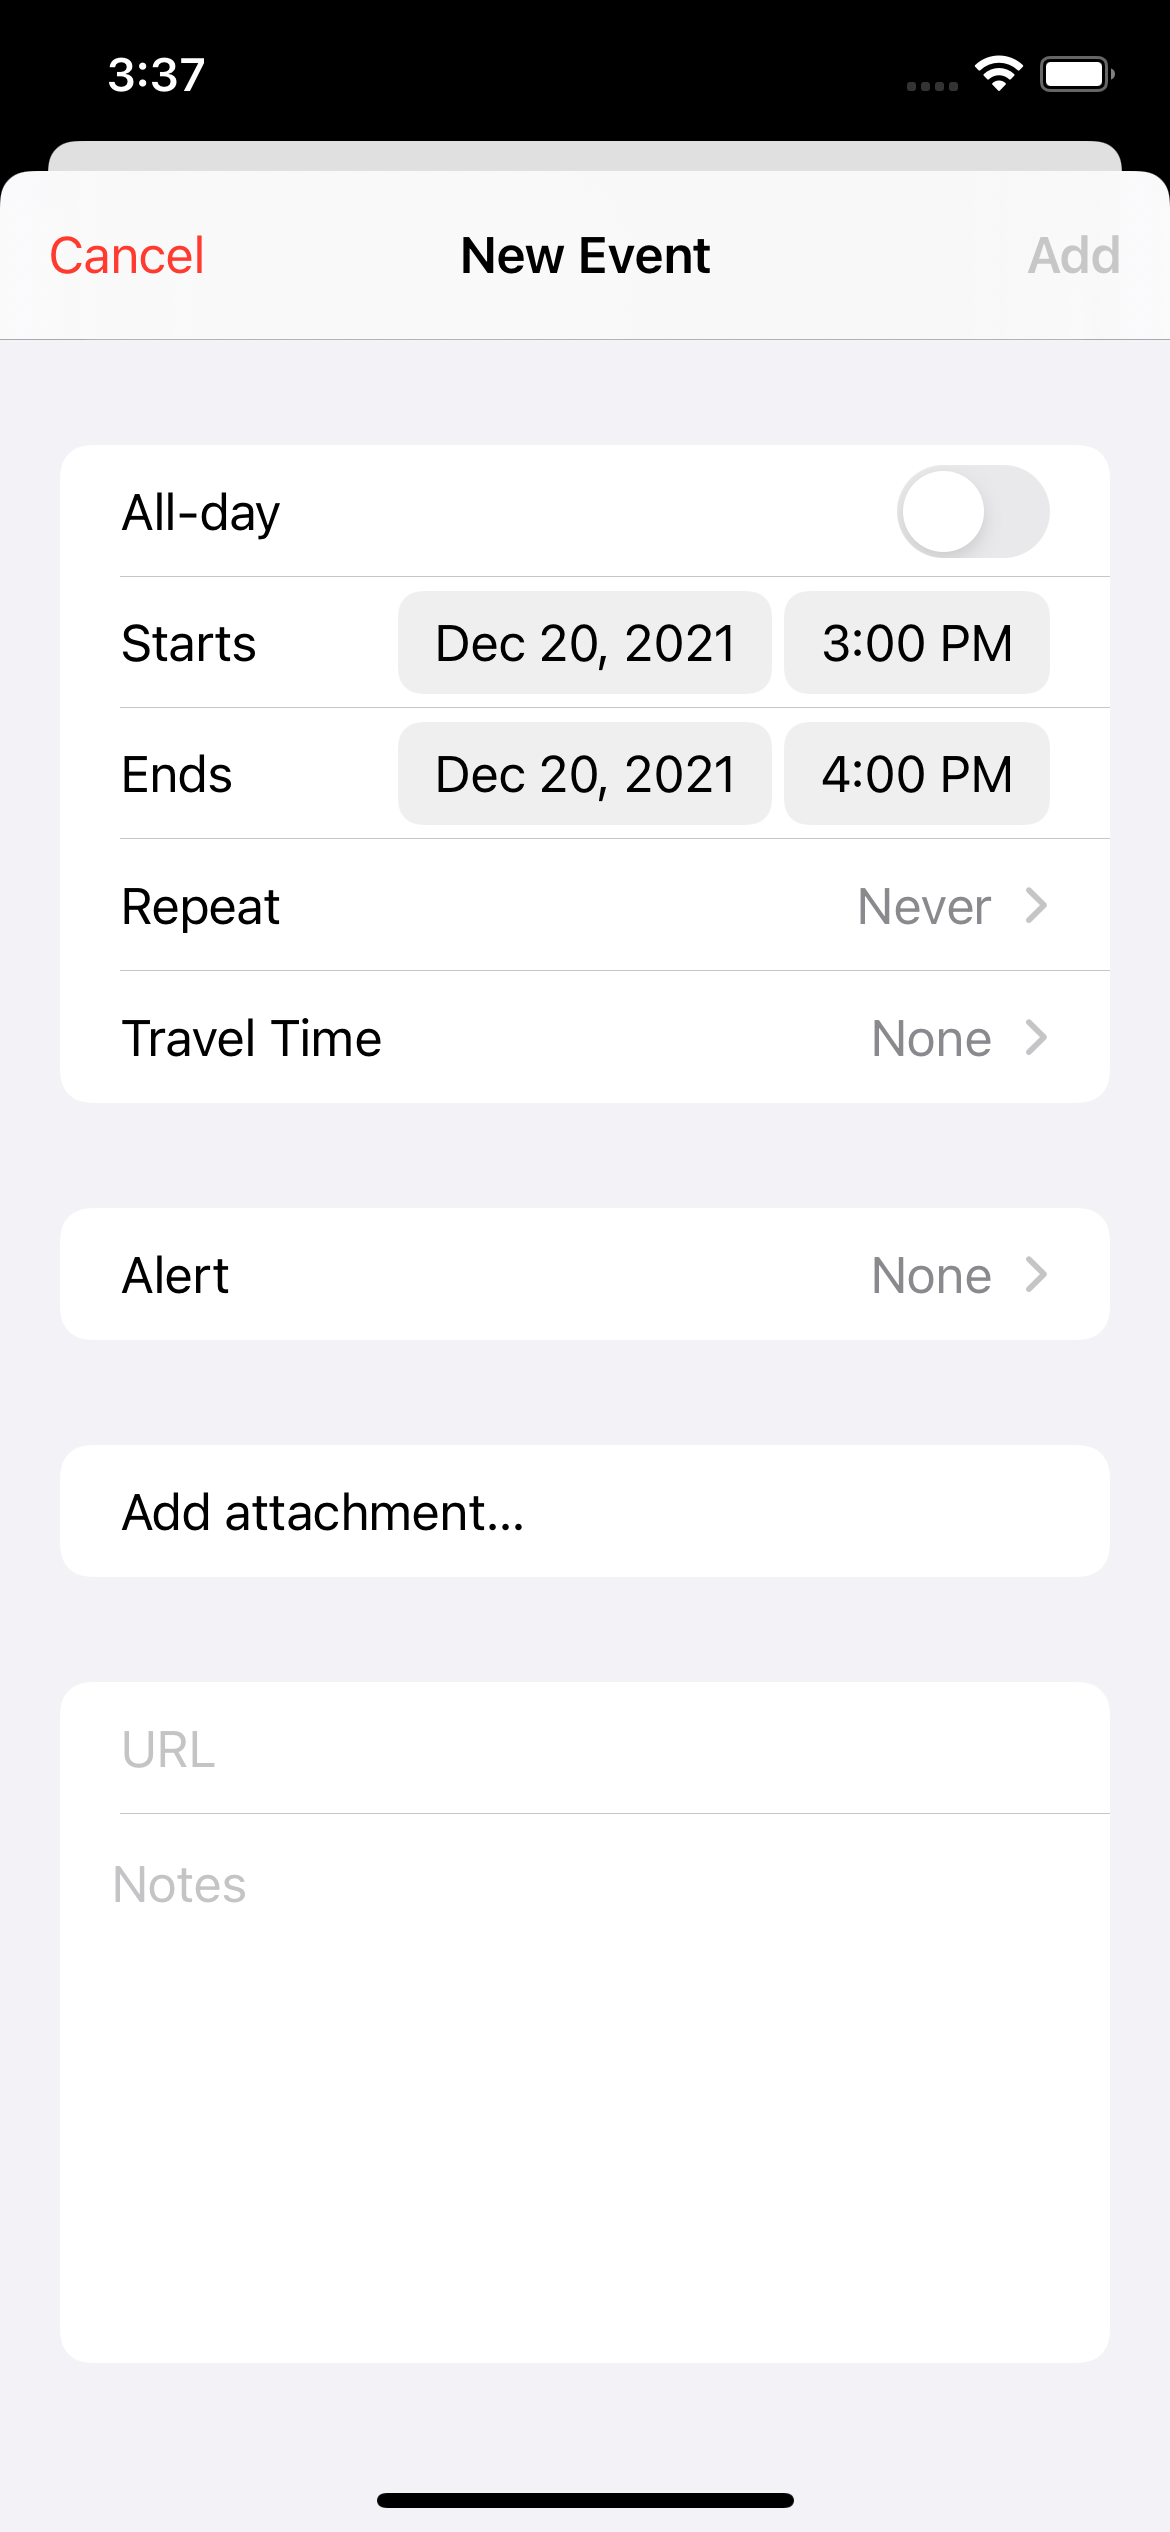 3:37
Cancel New Event Add
All-day
Starts Dec 20, 2021 3:00 PM
Ends Dec 20, 2021 4:00 PM
Repeat Never
Travel Time None
Alert None
Add attachment...
URL
Notes